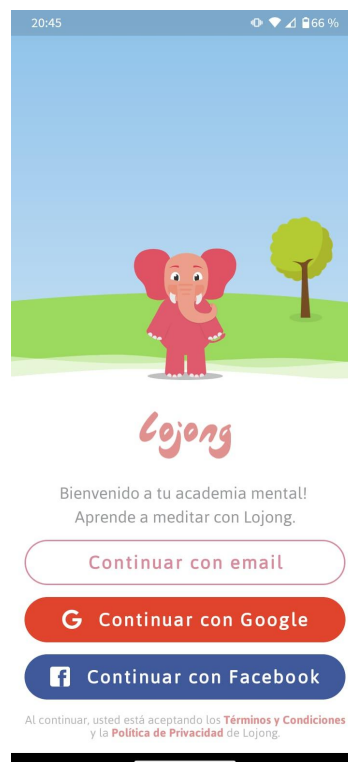 20:45
66 %
Lojong
Bienvenido a tu academia mental!
Aprende a meditar con Lojong.
Continuar con email
G Continuar con Google
f Continuar con Facebook
Al continuar, usted está aceptando los Términos y Condiciones
y la Política de Privacidad de Lojong.